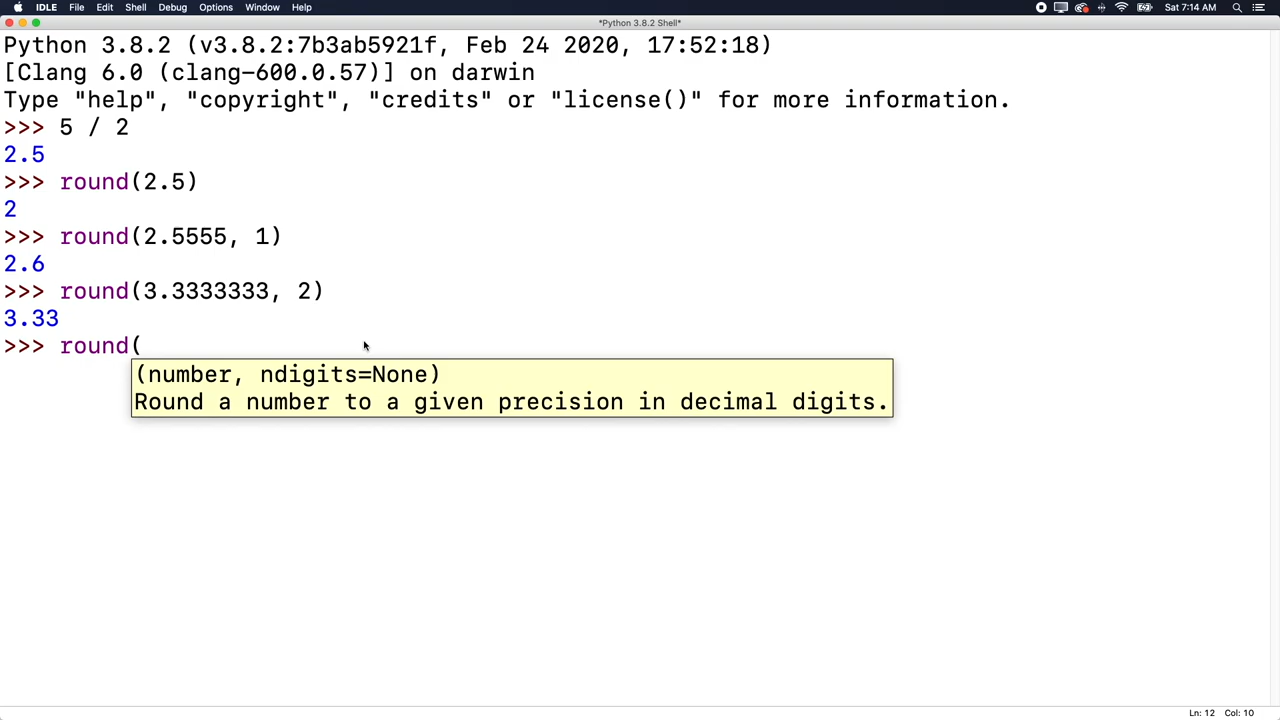 IDLE File Edit Shell Debug Options Window Help
Sat 7:14 AM
*Python 3.8.2 Shell*
Python 3.8.2 (v3.8.2:7b3ab5921f, Feb 24 2020, 17:52:18)
[Clang 6.0 (clang-600.0.57)] on darwin
Type "help", "copyright", "credits" or "license()" for more information.
>>> 5 / 2
2.5
>>> round(2.5)
2
>>> round(2.5555, 1)
2.6
>>> round(3.3333333, 2)
3.33
>>> round(
(number, ndigits=None)
Round a number to a given precision in decimal digits.
Ln: 12 Col: 10